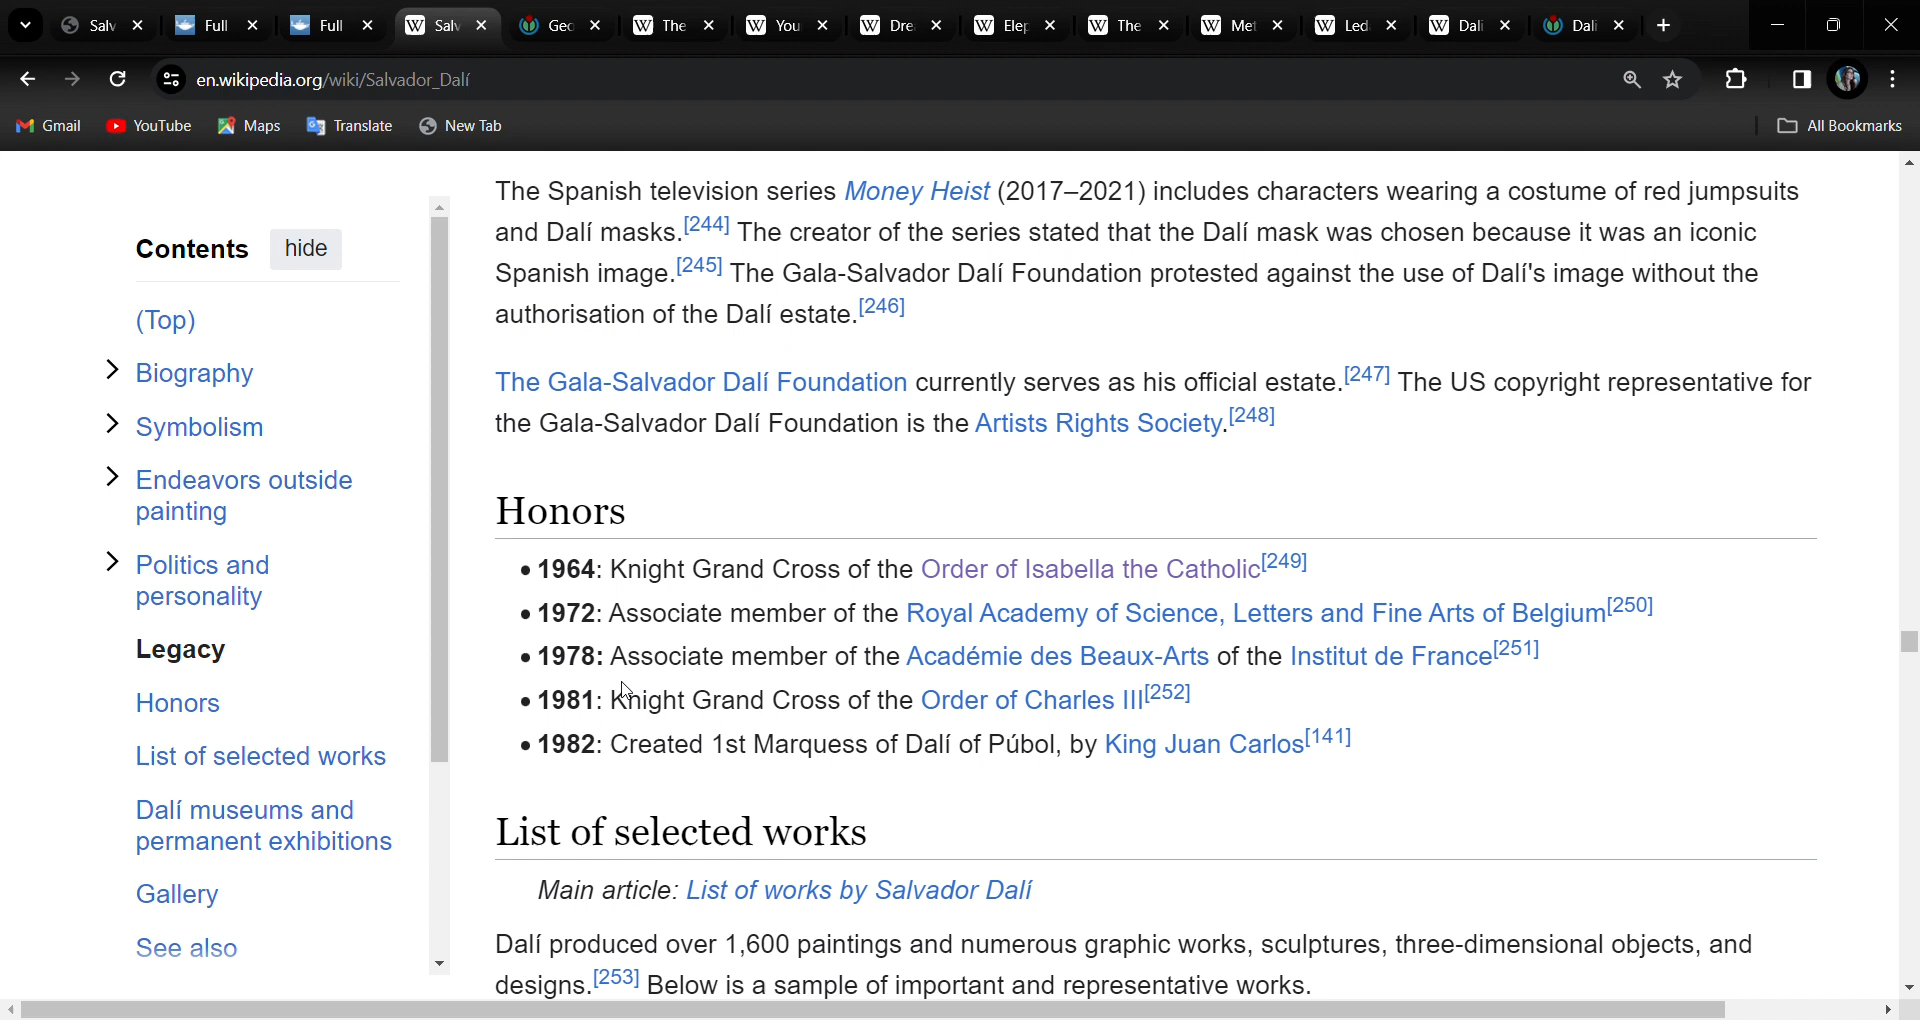 Salv
Full
Full
Salv
Geo
The
You
Drea
Elep
The
Met
Led
Dali
Dali
en.wikipedia.org/wiki/Salvador_Dalí
Gmail
YouTube
Maps
Translate
New Tab
All Bookmarks
Contents
hide
(Top)
Biography
Symbolism
Endeavors outside
painting
Politics and
personality
Legacy
Honors
List of selected works
Dalí museums and
permanent exhibitions
Gallery
See also
The Spanish television series Money Heist (2017–2021) includes characters wearing a costume of red jumpsuits
and Dalí masks.[244] The creator of the series stated that the Dalí mask was chosen because it was an iconic
Spanish image.[245] The Gala-Salvador Dalí Foundation protested against the use of Dalí's image without the
authorisation of the Dalí estate.[246]
The Gala-Salvador Dalí Foundation currently serves as his official estate.[247] The US copyright representative for
the Gala-Salvador Dalí Foundation is the Artists Rights Society.[248]
Honors
• 1964: Knight Grand Cross of the Order of Isabella the Catholic[249]
• 1972: Associate member of the Royal Academy of Science, Letters and Fine Arts of Belgium[250]
• 1978: Associate member of the Académie des Beaux-Arts of the Institut de France[251]
• 1981: Knight Grand Cross of the Order of Charles III[252]
• 1982: Created 1st Marquess of Dalí of Púbol, by King Juan Carlos[141]
List of selected works
Main article: List of works by Salvador Dalí
Dalí produced over 1,600 paintings and numerous graphic works, sculptures, three-dimensional objects, and
designs.[253] Below is a sample of important and representative works.